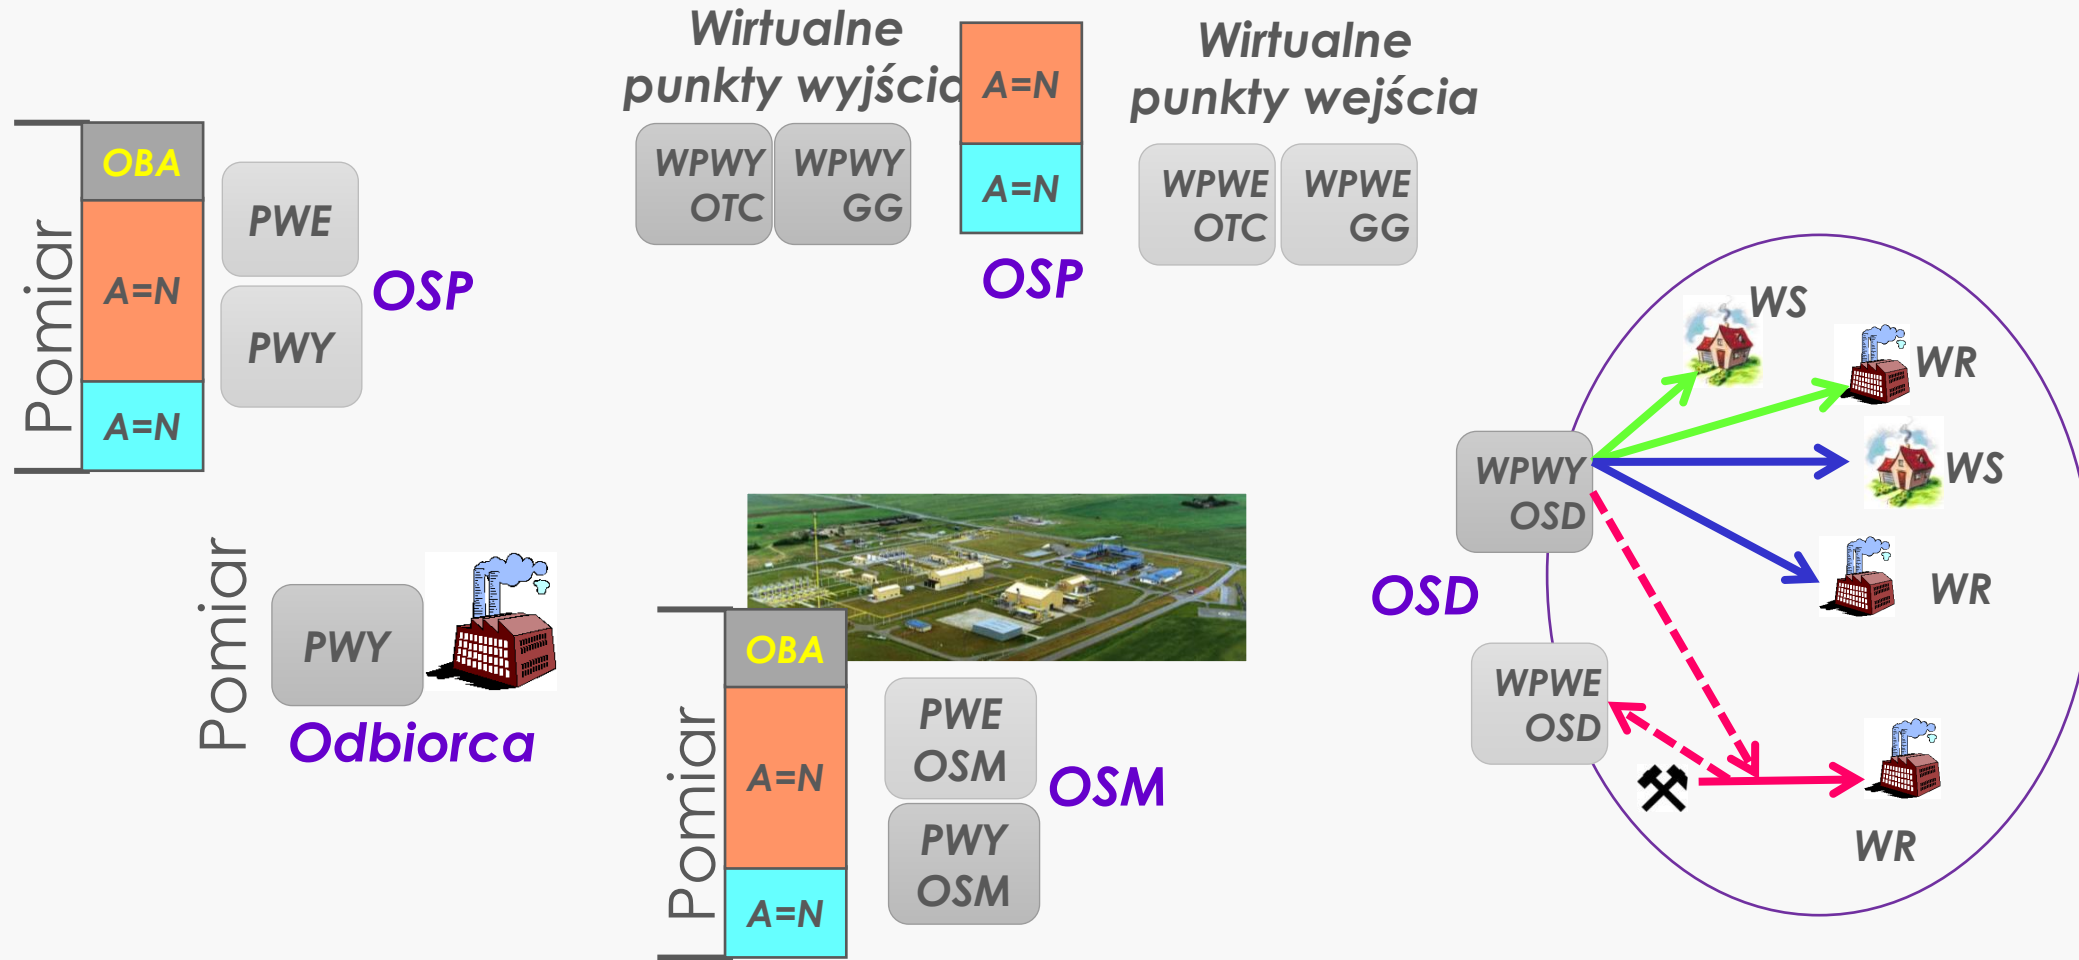 Pomiar
OBA
A=N
A=N
PWE
PWY
OSP
Wirtualne
punkty wyjścia
WPWY
OTC
WPWY
GG
A=N
A=N
OSP
Wirtualne
punkty wejścia
WPWE
OTC
WPWE
GG
Pomiar
PWY
Odbiorca
Pomiar
OBA
A=N
A=N
PWE
OSM
PWY
OSM
OSM
WPWY
OSD
OSD
WPWE
OSD
WS
WR
WS
WR
WR